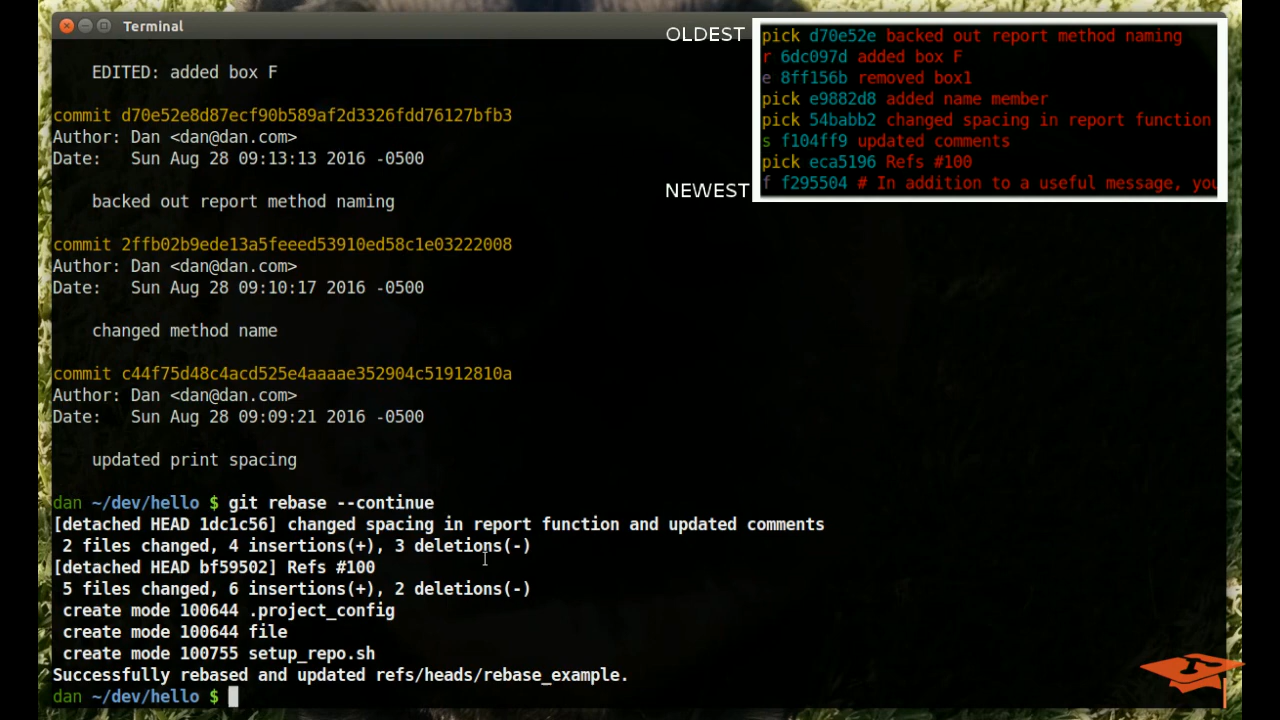 Terminal
EDITED: added box F
commit d70e52e8d87ecf90b589af2d3326fdd76127bfb3
Author: Dan <dan@dan.com>
Date:   Sun Aug 28 09:13:13 2016 -0500
backed out report method naming
commit 2ffb02b9ede13a5feeed53910ed58c1e03222008
Author: Dan <dan@dan.com>
Date:   Sun Aug 28 09:10:17 2016 -0500
changed method name
commit c44f75d48c4acd525e4aaaae352904c51912810a
Author: Dan <dan@dan.com>
Date:   Sun Aug 28 09:09:21 2016 -0500
updated print spacing
dan ~/dev/hello $ git rebase --continue
[detached HEAD 1dc1c56] changed spacing in report function and updated comments
2 files changed, 4 insertions(+), 3 deletions(-)
[detached HEAD bf59502] Refs #100
5 files changed, 6 insertions(+), 2 deletions(-)
create mode 100644 .project_config
create mode 100644 file
create mode 100755 setup_repo.sh
Successfully rebased and updated refs/heads/rebase_example.
dan ~/dev/hello $
OLDEST
pick d70e52e backed out report method naming
r 6dc097d added box F
e 8ff156b removed box1
pick e9882d8 added name member
pick 54babb2 changed spacing in report function
s f104ff9 updated comments
pick eca5196 Refs #100
NEWEST
f f295504 # In addition to a useful message, you